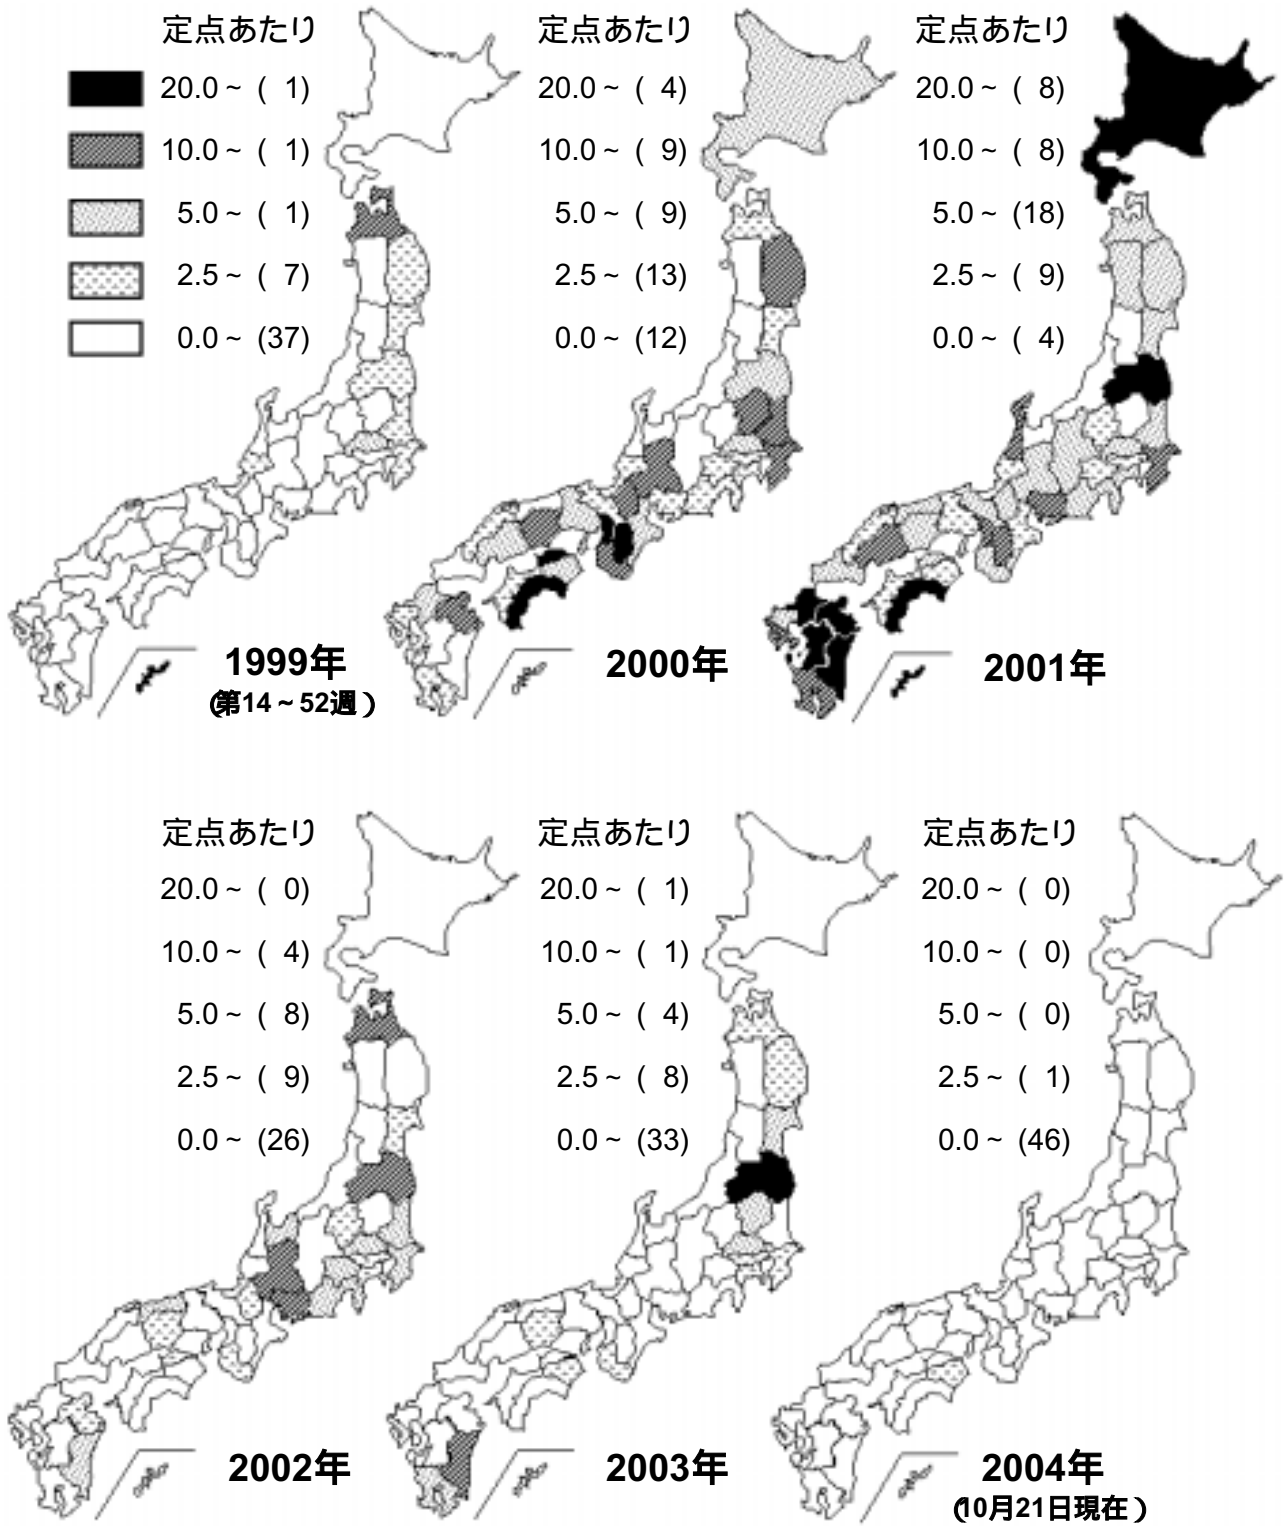 定点あたり
20.0～ ( 1)
10.0～ ( 1)
5.0～ ( 1)
2.5～ ( 7)
0.0～ (37)
1999年
(第14～52週)
定点あたり
20.0～ ( 4)
10.0～ ( 9)
5.0～ ( 9)
2.5～ (13)
0.0～ (12)
2000年
定点あたり
20.0～ ( 8)
10.0～ ( 8)
5.0～ (18)
2.5～ ( 9)
0.0～ ( 4)
2001年
定点あたり
20.0～ ( 0)
10.0～ ( 4)
5.0～ ( 8)
2.5～ ( 9)
0.0～ (26)
2002年
定点あたり
20.0～ ( 1)
10.0～ ( 1)
5.0～ ( 4)
2.5～ ( 8)
0.0～ (33)
2003年
定点あたり
20.0～ ( 0)
10.0～ ( 0)
5.0～ ( 0)
2.5～ ( 1)
0.0～ (46)
2004年
(10月21日現在)